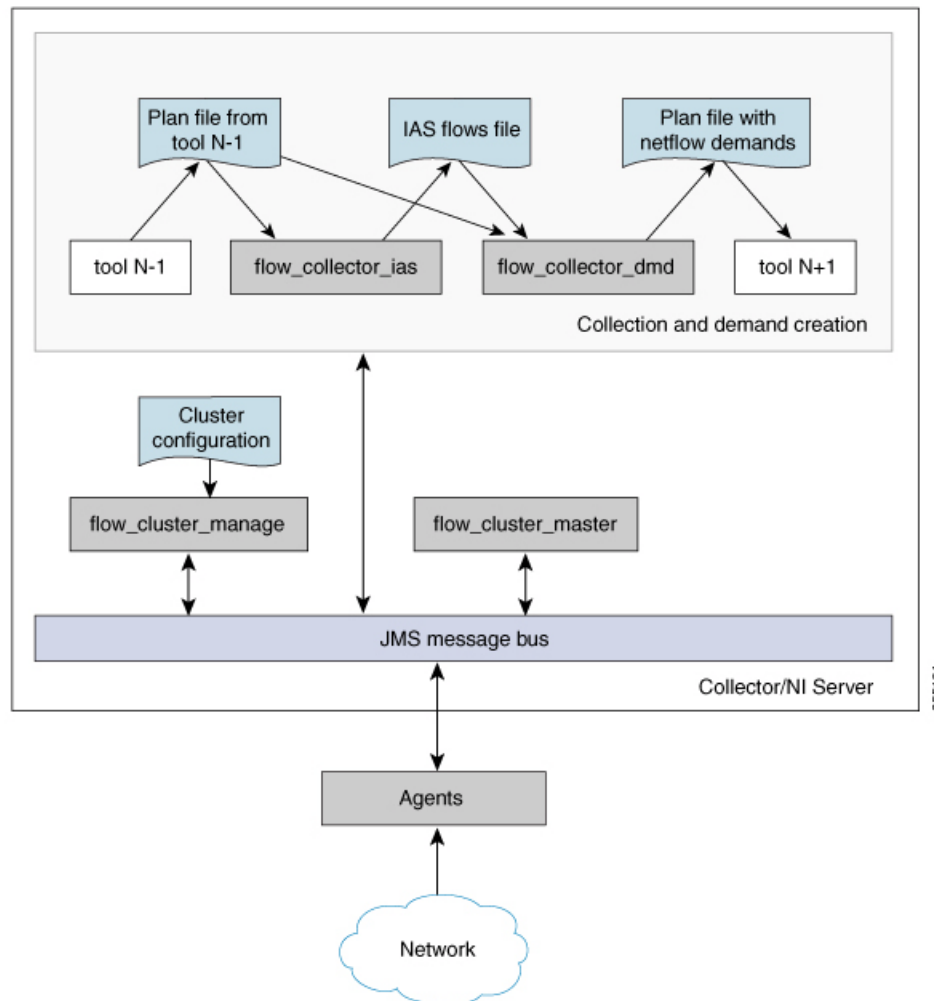 Plan file from
tool N-1
IAS flows file
Plan file with
netflow demands
tool N-1
flow_collector_ias
flow_collector_dmd
tool N+1
Collection and demand creation
Cluster
configuration
flow_cluster_manage
flow_cluster_master
JMS message bus
Collector/NI Server
Agents
Network